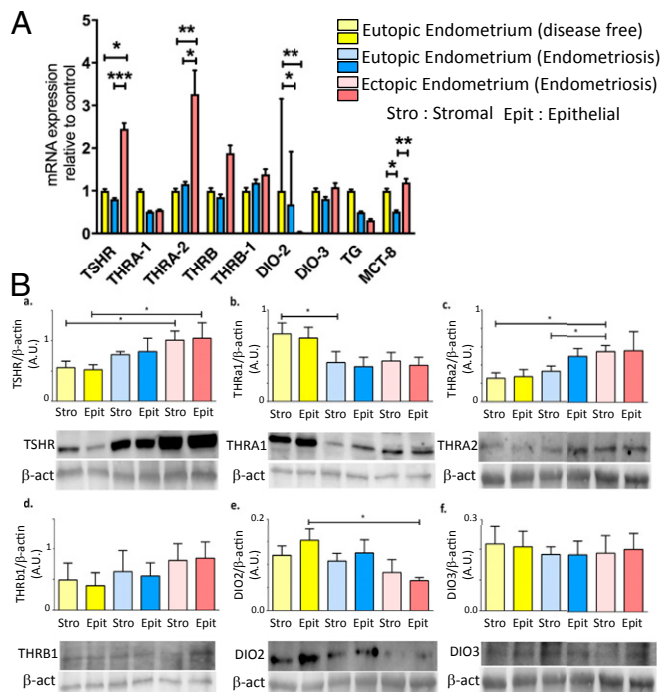 A
Eutopic Endometrium (disease free)
Eutopic Endometrium (Endometriosis)
Ectopic Endometrium (Endometriosis)
Stro : Stromal Epit : Epithelial
mRNA expression
relative to control
5
4
3
2
1
0
* *** ** * ** * * **
TSHR THRA-1 THRA-2 THRB THRB-1 DIO-2 DIO-3 TG MCT-8
B
a. b. c.
TSHR/β-actin
(A.U.)
1
0
* *
Stro Epit Stro Epit Stro Epit
THRa1/β-actin
(A.U.)
1
0
*
Stro Epit Stro Epit Stro Epit
THRa2/β-actin
(A.U.)
1
0
* *
Stro Epit Stro Epit Stro Epit
TSHR THRA1 THRA2
β-act β-act β-act
d. e. f.
THRb1/β-actin
(A.U.)
1
0
Stro Epit Stro Epit Stro Epit
DIO2/β-actin
(A.U.)
0.2
0.0
*
Stro Epit Stro Epit Stro Epit
DIO3/β-actin
(A.U.)
0.3
0.0
Stro Epit Stro Epit Stro Epit
THRB1 DIO2 DIO3
β-act β-act β-act